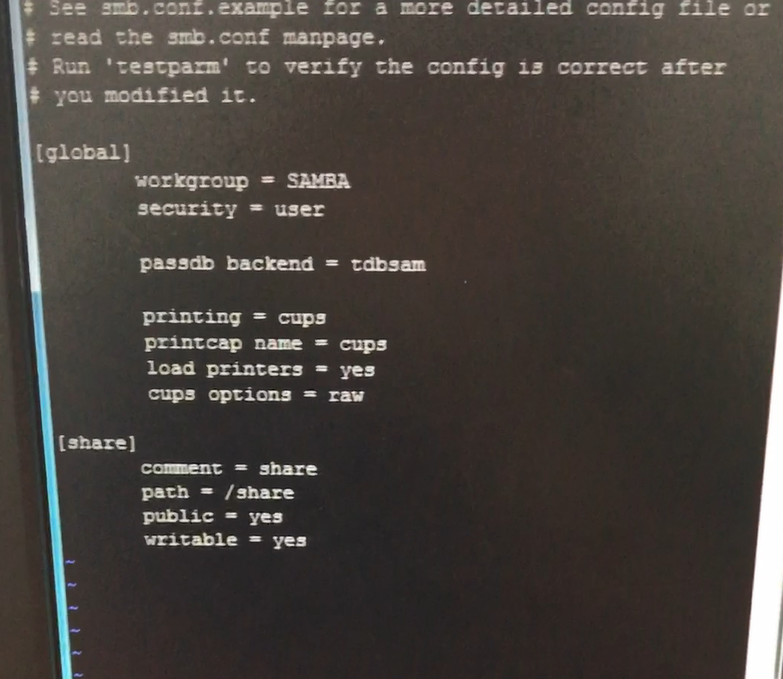 # See smb.conf.example for a more detailed config file or
# read the smb.conf manpage.
# Run 'testparm' to verify the config is correct after
# you modified it.
[global]
workgroup = SAMBA
security = user
passdb backend = tdbsam
printing = cups
printcap name = cups
load printers = yes
cups options = raw
[share]
comment = share
path = /share
public = yes
writable = yes
~
~
~
~
~
~